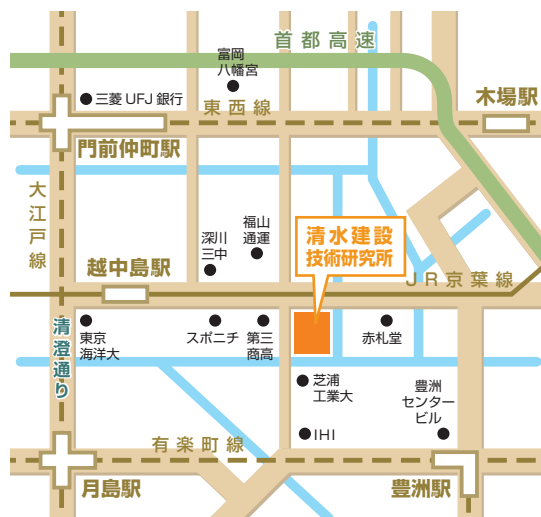 首都高速
富岡
八幡宮
三菱UFJ銀行
東西線
木場駅
門前仲町駅
大江戸線
福山
通運
深川
三中
清水建設
技術研究所
越中島駅
JR京葉線
清澄通り
東京
海洋大
スポニチ
第三
商高
赤札堂
芝浦
工業大
豊洲
センター
ビル
IHI
有楽町線
月島駅
豊洲駅